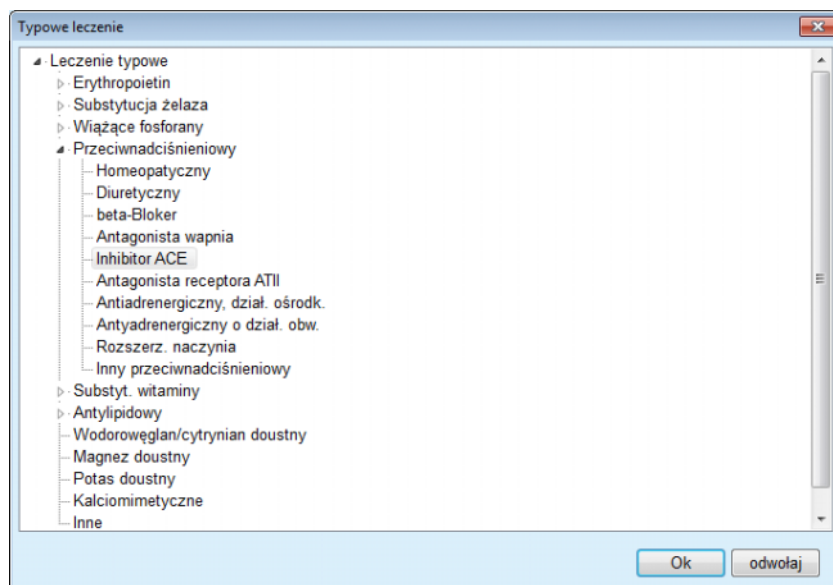 Typowe leczenie
Leczenie typowe
Erythropoietin
Substytucja żelaza
Wiążące fosforany
Przeciwnadciśnieniowy
Homeopatyczny
Diuretyczny
beta-Bloker
Antagonista wapnia
Inhibitor ACE
Antagonista receptora ATII
Antiadrenergiczny, dział. ośrodk.
Antyadrenergiczny o dział. obw.
Rozszerz. naczynia
Inny przeciwnadciśnieniowy
Substyt. witaminy
Antylipidowy
Wodorowęglan/cytrynian doustny
Magnez doustny
Potas doustny
Kalciomimetyczne
Inne
Ok odwołaj